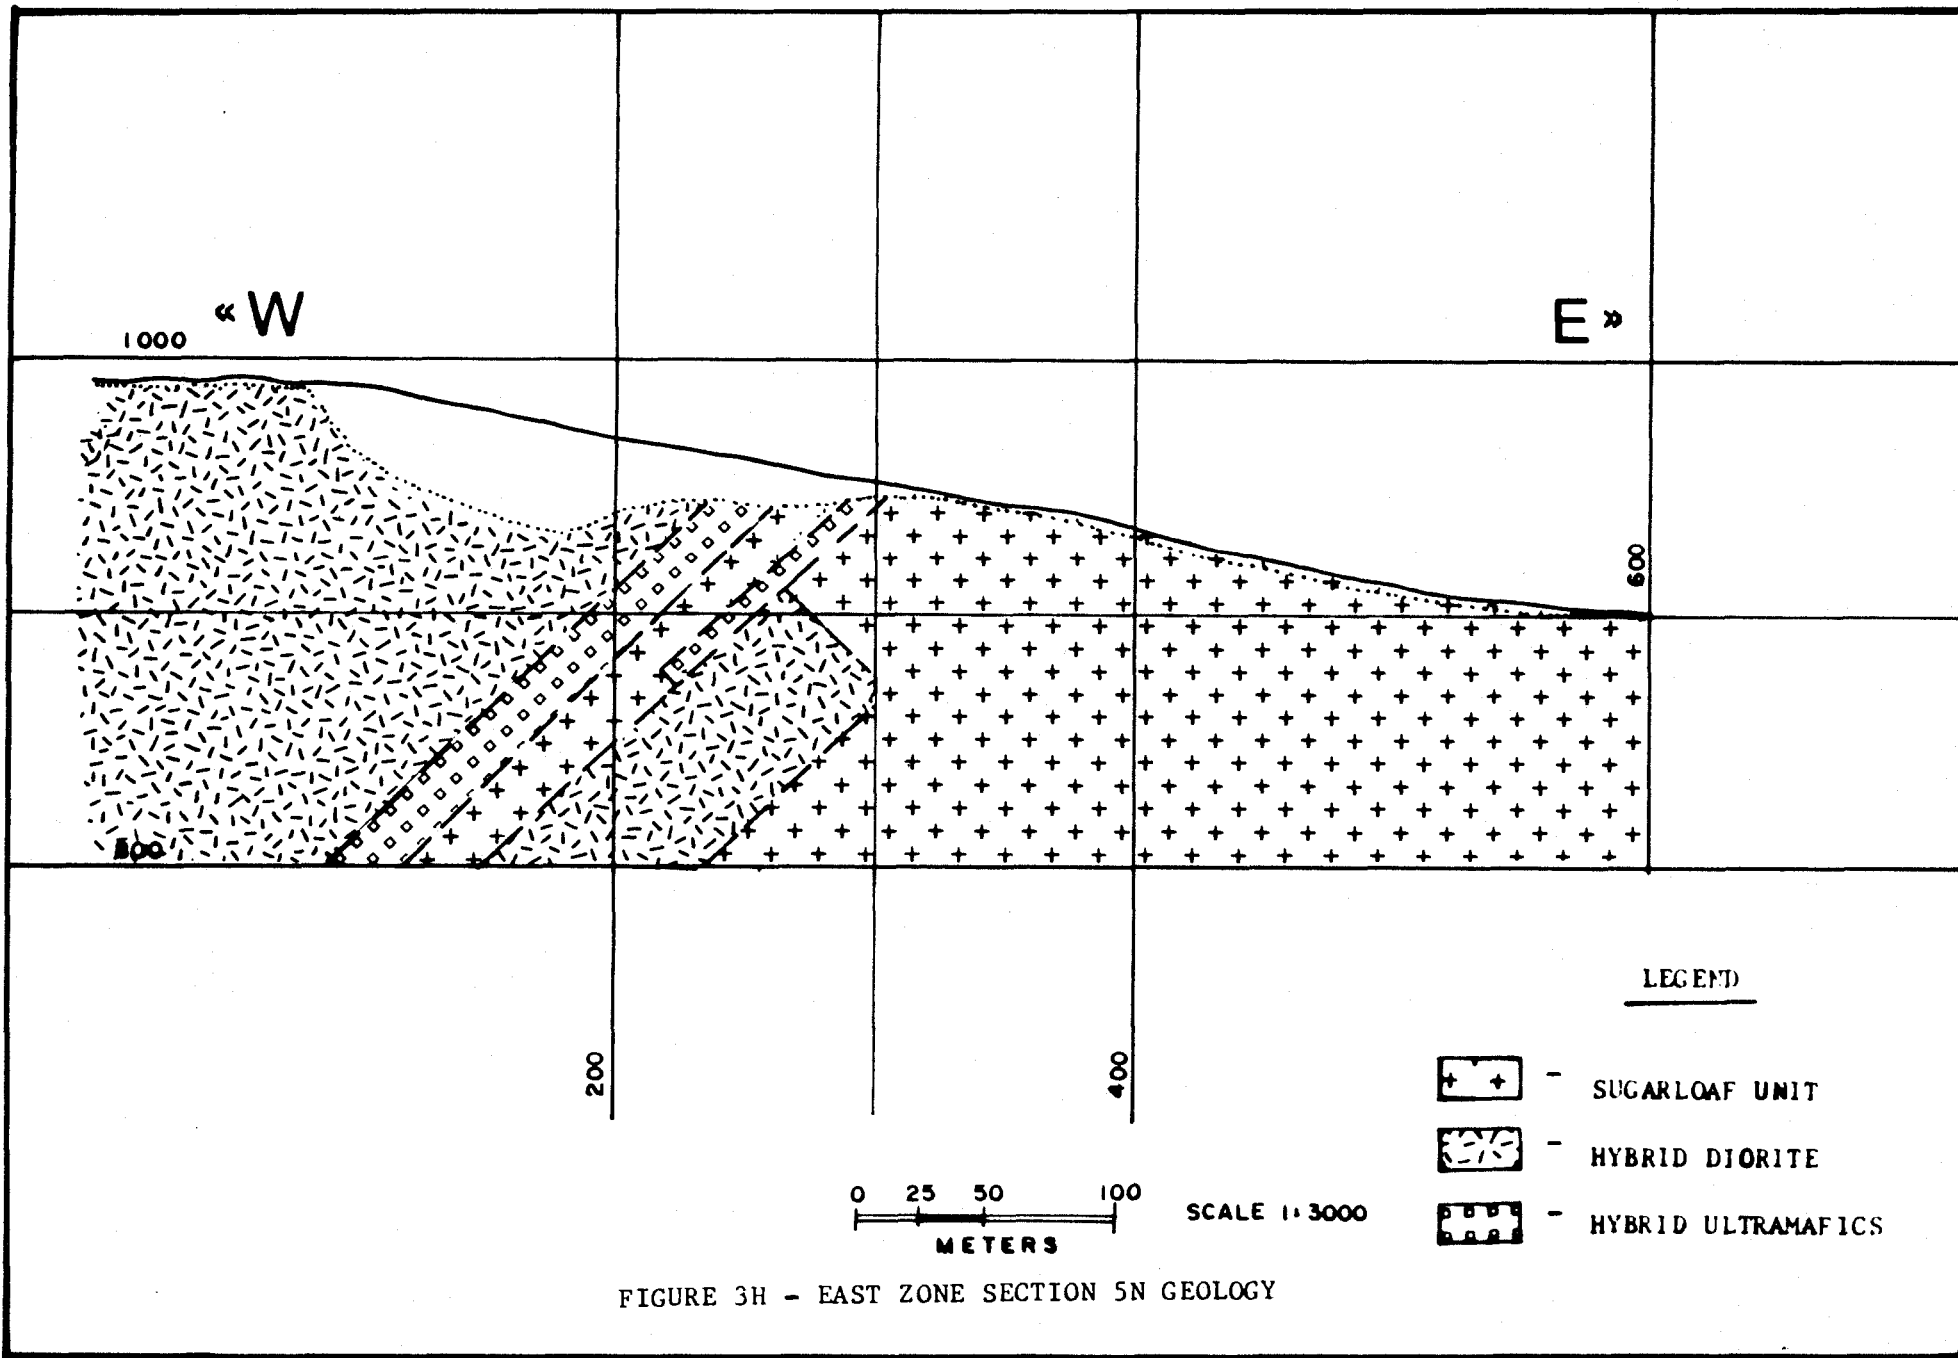 « W
E »
1000
600
800
200
400
LEGEND
- SUGARLOAF UNIT
- HYBRID DIORITE
- HYBRID ULTRAMAFICS
0 25 50 100
METERS
SCALE 1:3000
FIGURE 3H - EAST ZONE SECTION 5N GEOLOGY